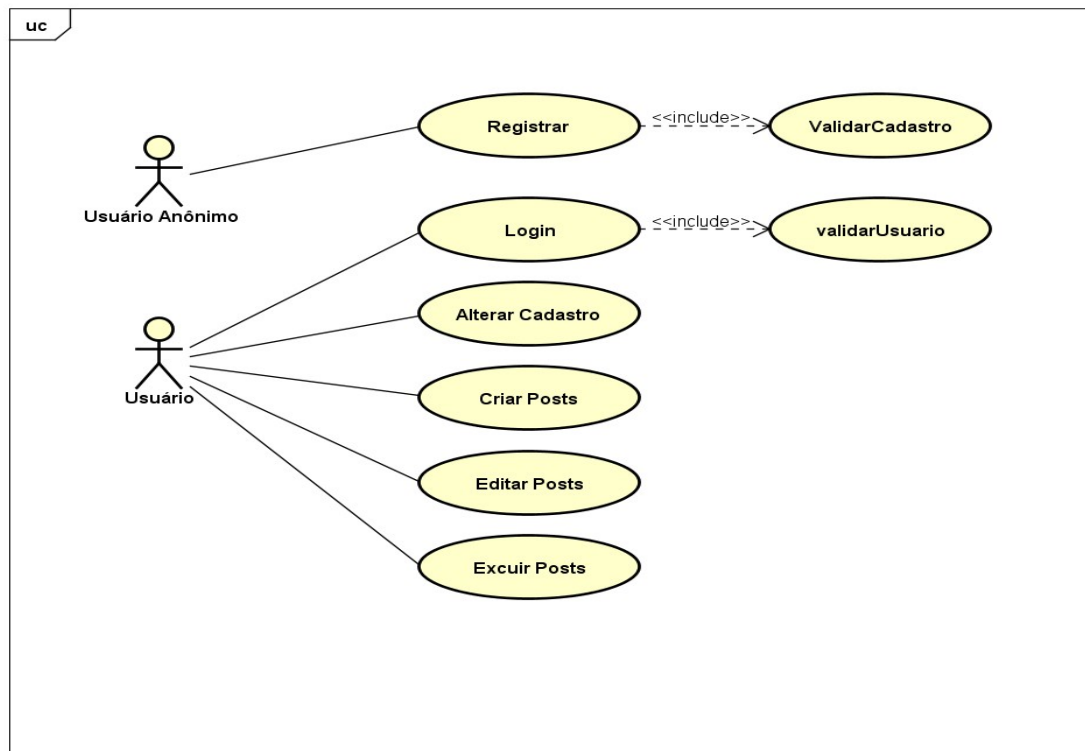 uc
Registrar
<<include>>
ValidarCadastro
Usuário Anônimo
Login
<<include>>
validarUsuario
Alterar Cadastro
Usuário
Criar Posts
Editar Posts
Excuir Posts